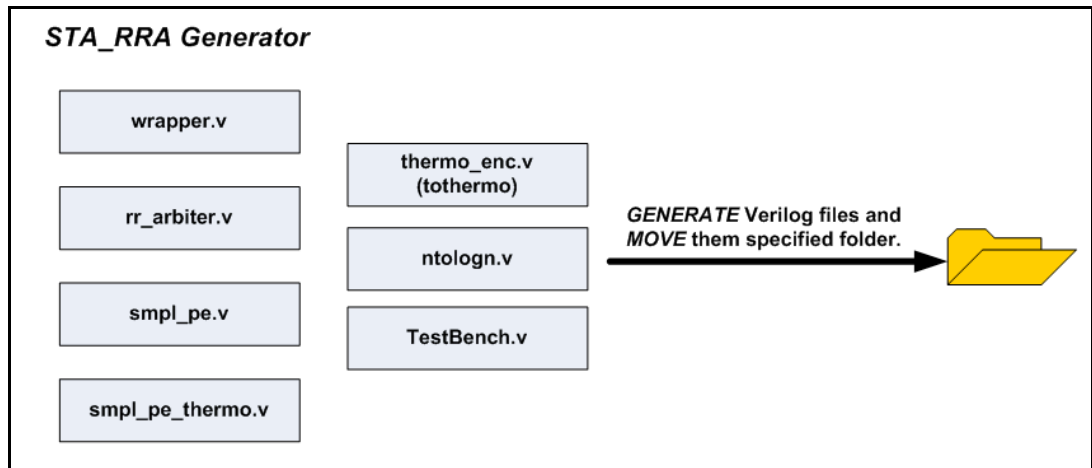 STA_RRA Generator
wrapper.v
rr_arbiter.v
smpl_pe.v
smpl_pe_thermo.v
thermo_enc.v
(tothermo)
ntologn.v
TestBench.v
GENERATE Verilog files and
MOVE them specified folder.